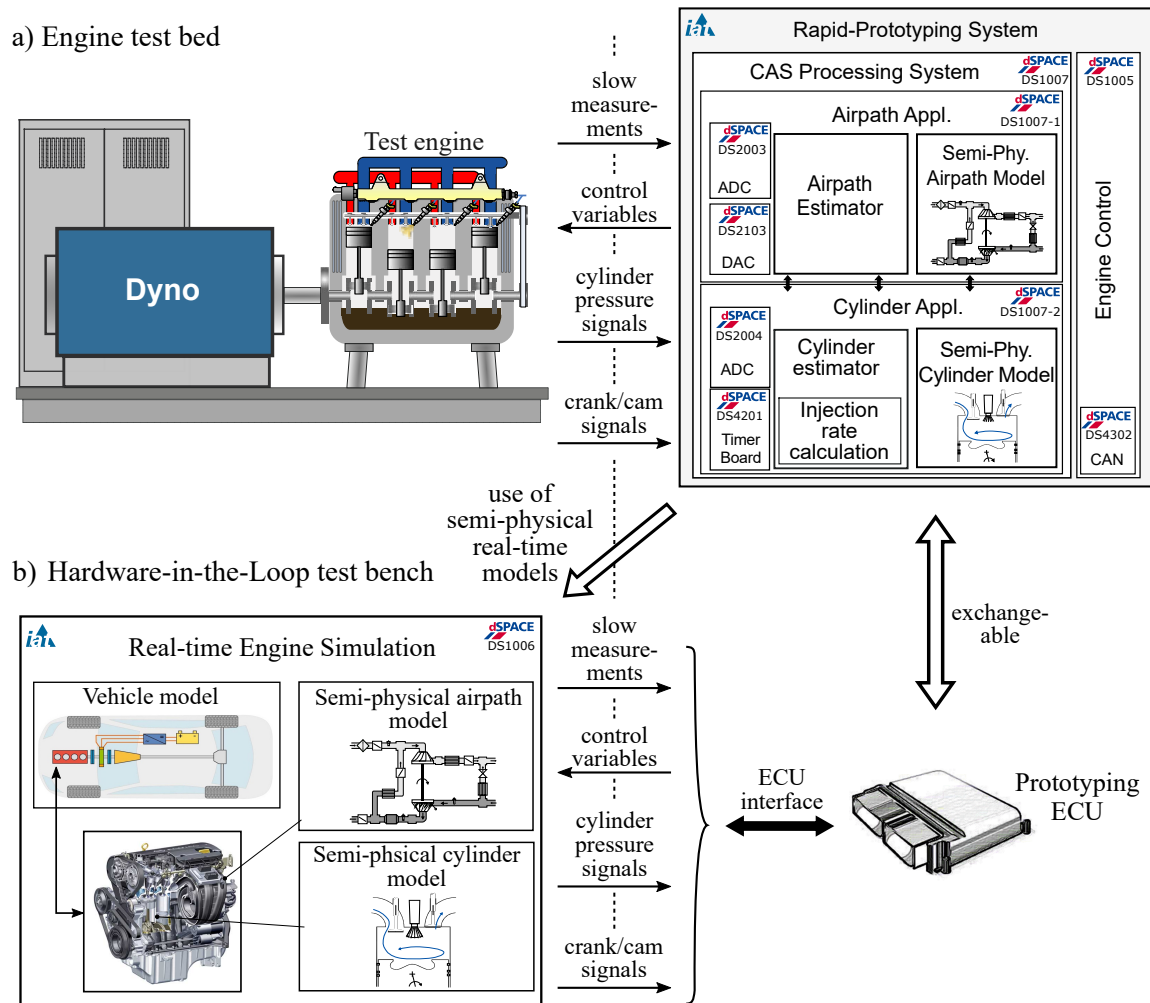 a) Engine test bed
Dyno
Test engine
slow
measure-
ments
control
variables
cylinder
pressure
signals
crank/cam
signals
iat
Rapid-Prototyping System
CAS Processing System
dSPACE
DS1007
Airpath Appl.
dSPACE
DS1007-1
dSPACE
DS2003
ADC
dSPACE
DS2103
DAC
Airpath
Estimator
Semi-Phy.
Airpath Model
Cylinder Appl.
dSPACE
DS1007-2
dSPACE
DS2004
ADC
dSPACE
DS4201
Timer
Board
Cylinder
estimator
Injection
rate
calculation
Semi-Phy.
Cylinder Model
dSPACE
DS1005
Engine Control
dSPACE
DS4302
CAN
use of
semi-physical
real-time
models
exchange-
able
b) Hardware-in-the-Loop test bench
iat
Real-time Engine Simulation
dSPACE
DS1006
Vehicle model
Semi-physical airpath
model
Semi-phsical cylinder
model
slow
measure-
ments
control
variables
cylinder
pressure
signals
crank/cam
signals
ECU
interface
Prototyping
ECU